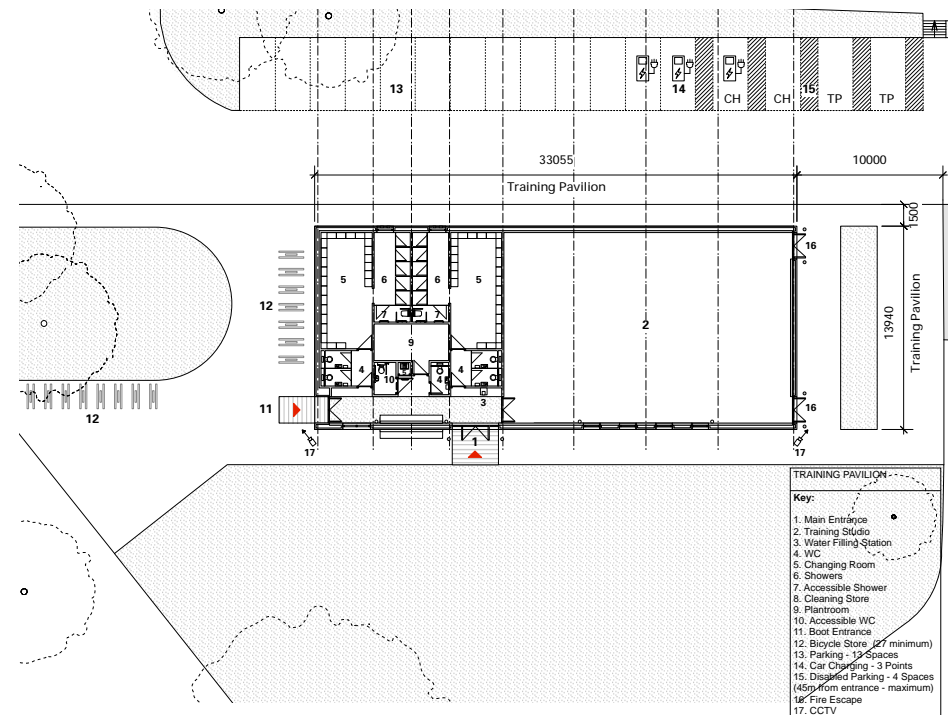 13
14
15
CH
CH
TP
TP
33055
10000
Training Pavilion
1500
16
5
6
6
5
12
7
7
2
13940
Training Pavilion
9
4
10
4
4
3
12
11
16
1
17
17
TRAINING PAVILION
Key:
1. Main Entrance
2. Training Studio
3. Water Filling Station
4. WC
5. Changing Room
6. Showers
7. Accessible Shower
8. Cleaning Store
9. Plantroom
10. Accessible WC
11. Boot Entrance
12. Bicycle Store (27 minimum)
13. Parking - 13 Spaces
14. Car Charging - 3 Points
15. Disabled Parking - 4 Spaces
(45m from entrance - maximum)
16. Fire Escape
17. CCTV